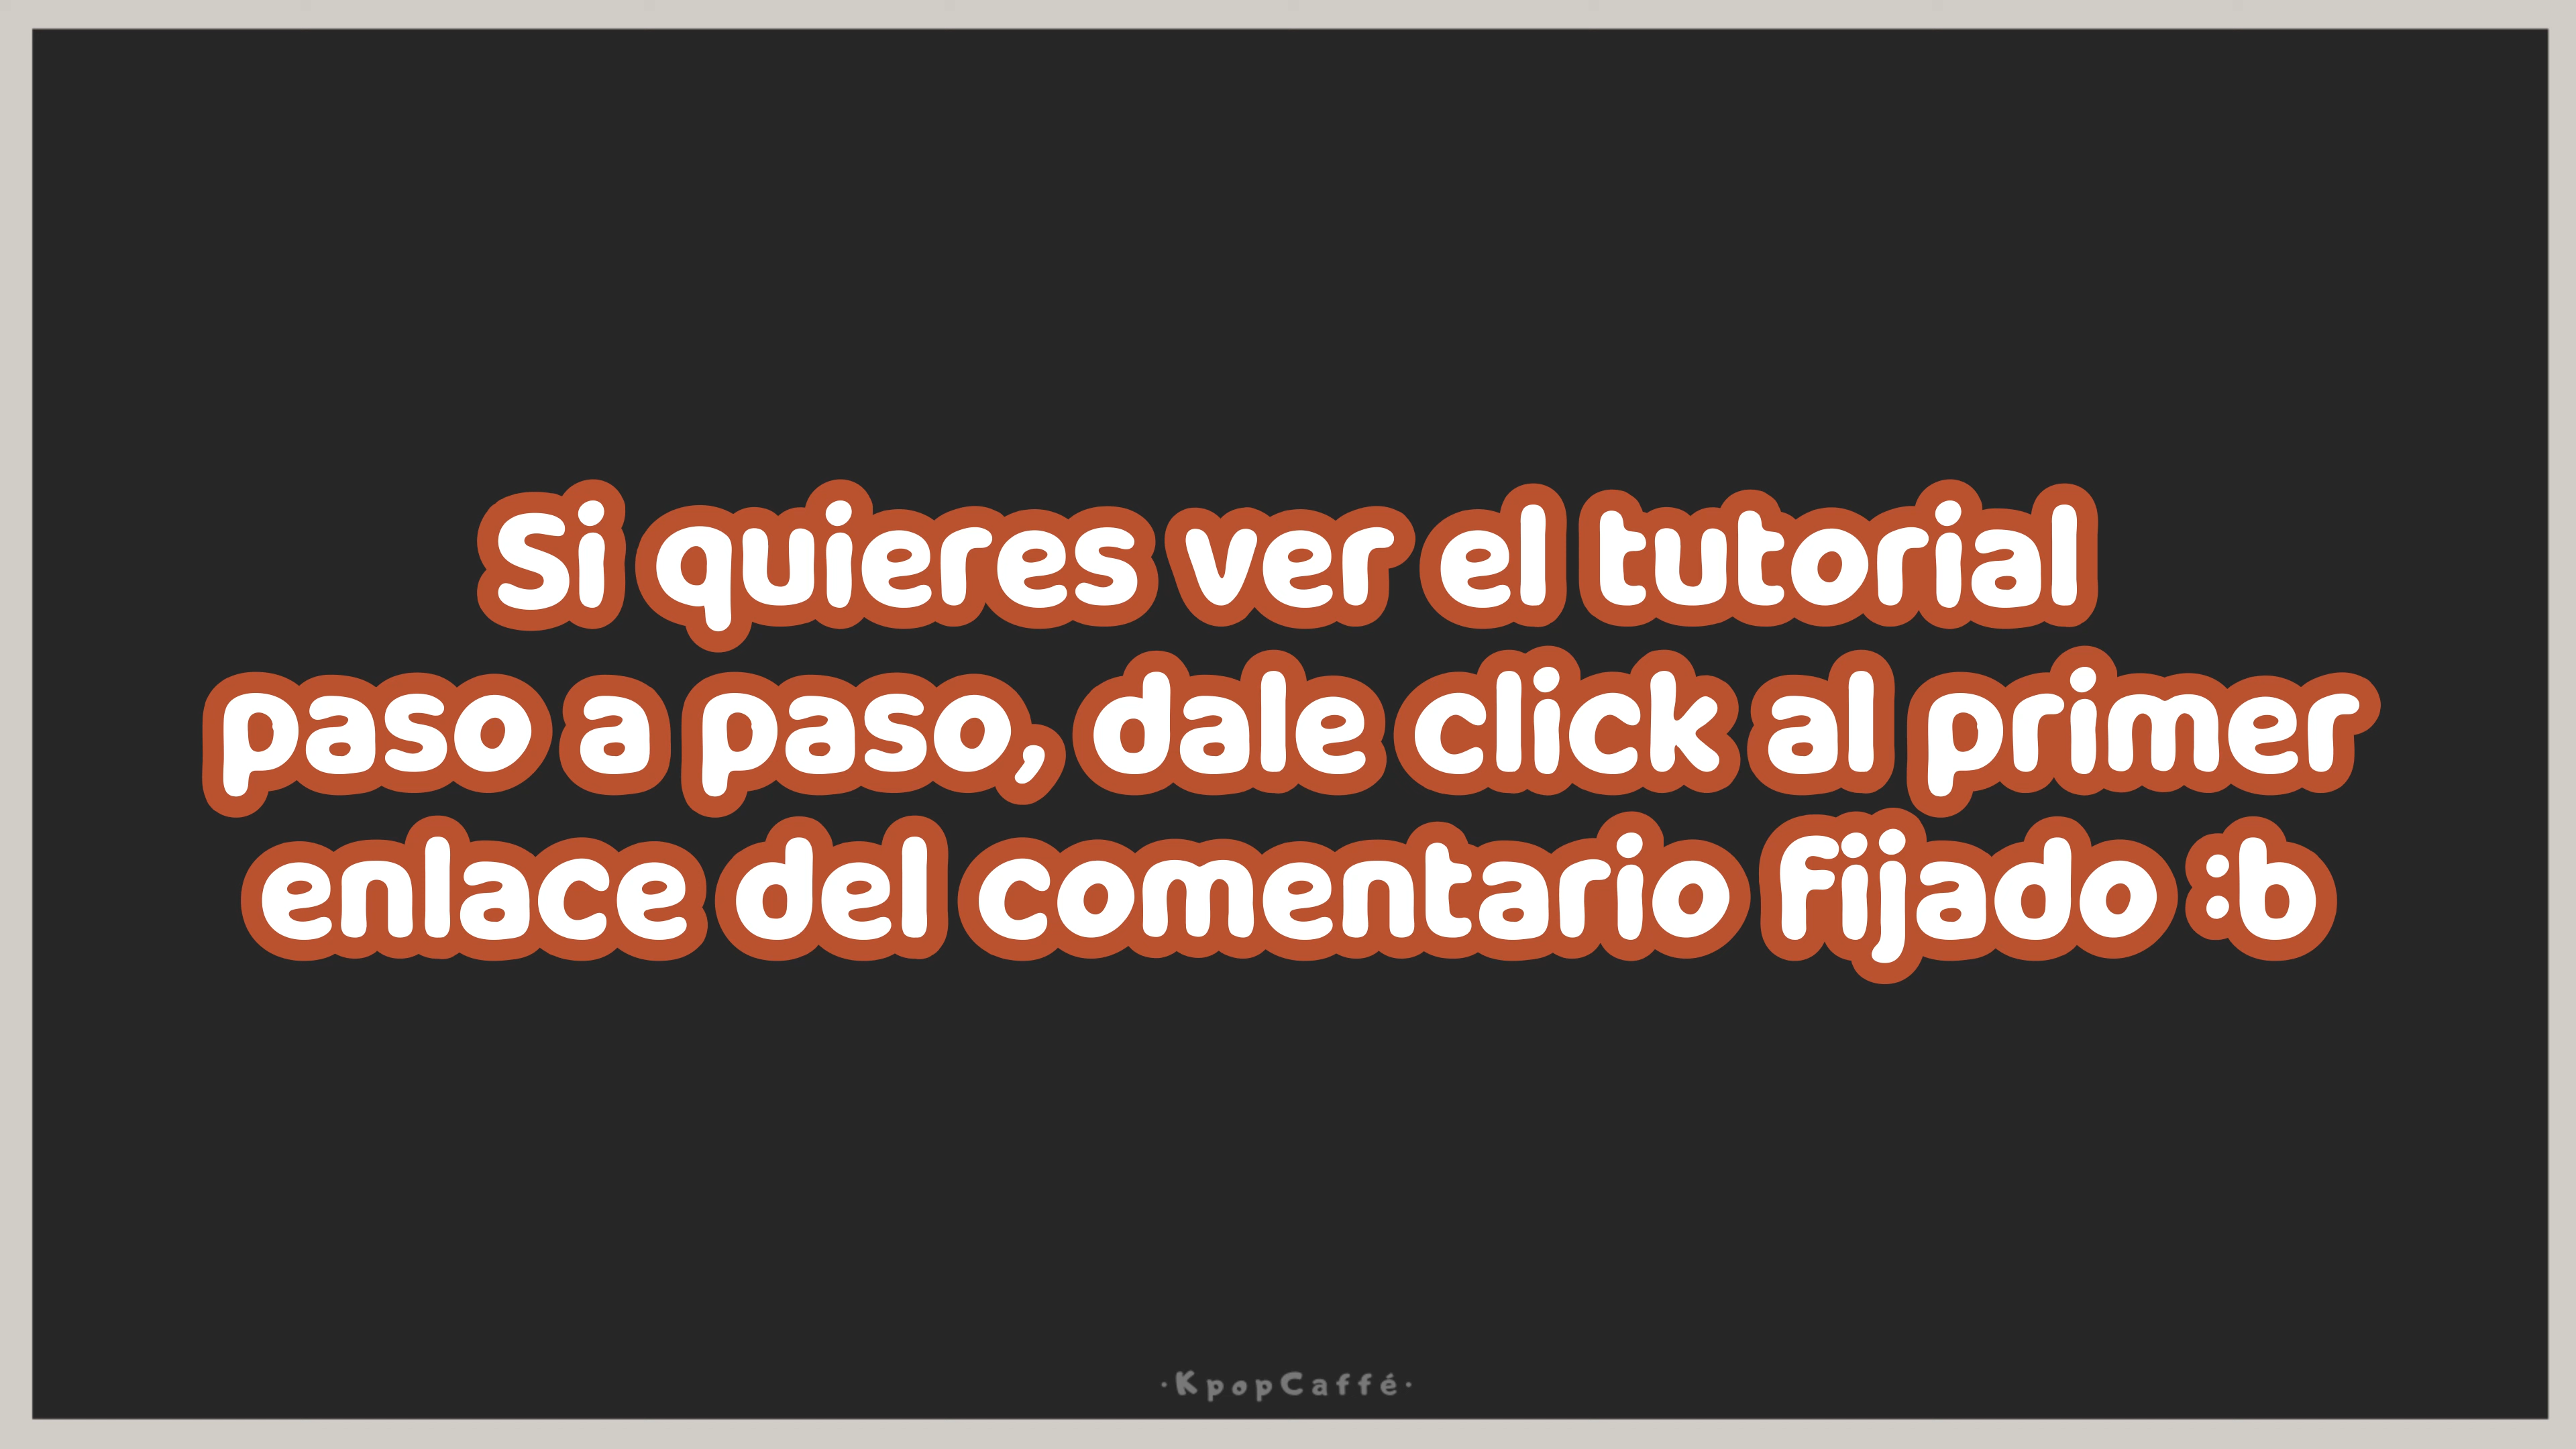 Si quieres ver el tutorial
paso a paso, dale click al primer
enlace del comentario fijado :b
·KpopCaffé·